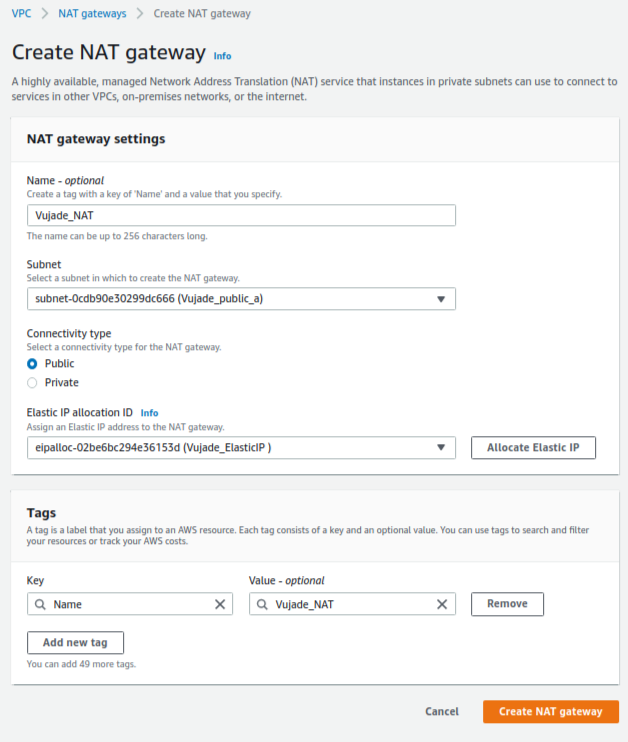 VPC > NAT gateways > Create NAT gateway
Create NAT gateway Info
A highly available, managed Network Address Translation (NAT) service that instances in private subnets can use to connect to
services in other VPCs, on-premises networks, or the internet.
NAT gateway settings
Name - optional
Create a tag with a key of 'Name' and a value that you specify.
Vujade_NAT
The name can be up to 256 characters long.
Subnet
Select a subnet in which to create the NAT gateway.
subnet-0cdb90e30299dc666 (Vujade_public_a)
Connectivity type
Select a connectivity type for the NAT gateway.
Public
Private
Elastic IP allocation ID Info
Assign an Elastic IP address to the NAT gateway.
eipalloc-02be6bc294e36153d (Vujade_ElasticIP ) Allocate Elastic IP
Tags
A tag is a label that you assign to an AWS resource. Each tag consists of a key and an optional value. You can use tags to search and filter
your resources or track your AWS costs.
Key Value - optional
Name Vujade_NAT Remove
Add new tag
You can add 49 more tags.
Cancel Create NAT gateway